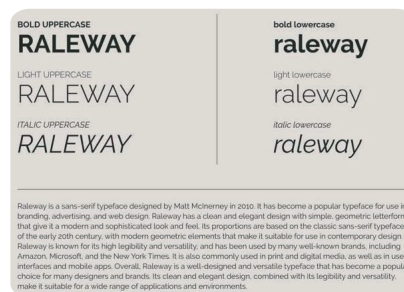 BOLD UPPERCASE
RALEWAY
LIGHT UPPERCASE
RALEWAY
ITALIC UPPERCASE
RALEWAY
bold lowercase
raleway
light lowercase
raleway
italic lowercase
raleway
Raleway is a sans-serif typeface designed by Matt McInerney in 2010. It has become a popular typeface for use in
branding, advertising, and web design. Raleway has a clean and elegant design with simple, geometric letterform
that give it a modern and sophisticated look and feel. Its proportions are based on the classic sans-serif typeface
of the early 20th century, with modern geometric elements that make it suitable for use in contemporary design.
Raleway is known for its high legibility and versatility, and has been used by many well-known brands, including
Amazon, Microsoft, and the New York Times. It is also commonly used in print and digital media, as well as in use
interfaces and mobile apps. Overall, Raleway is a well-designed and versatile typeface that has become a popula
choice for many designers and brands. Its clean and elegant design, combined with its legibility and versatility,
make it suitable for a wide range of applications and environments.